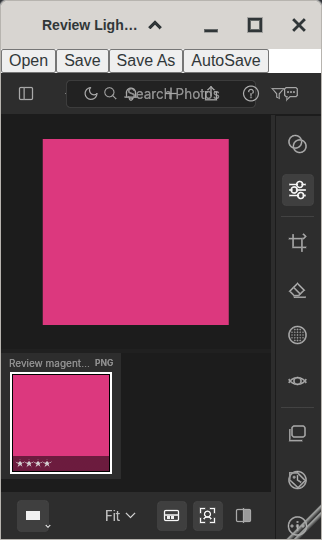 Review Ligh...
Open Save Save As AutoSave
Search Photos
Review magent... PNG
★★★★
Fit